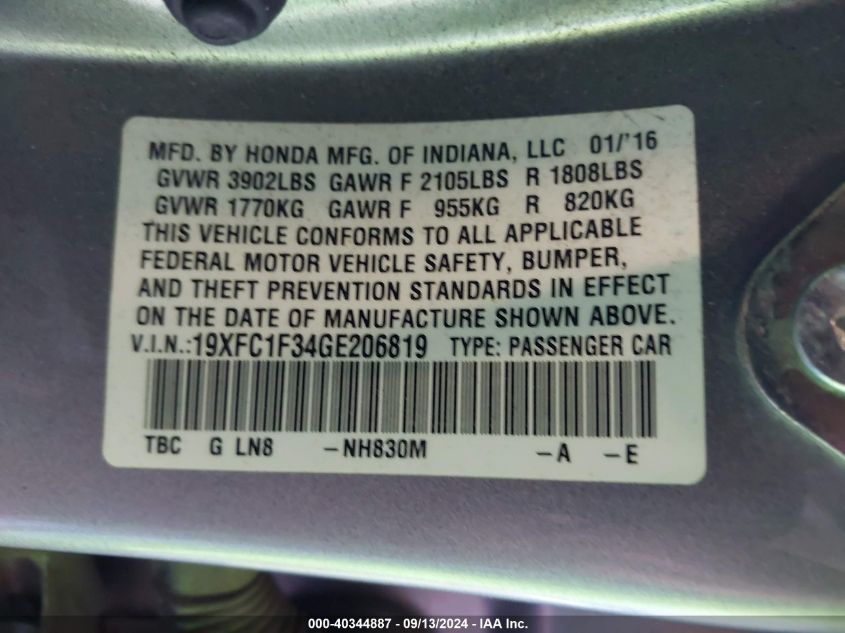 MFD. BY HONDA MFG. OF INDIANA, LLC 01/'16
GVWR 3902LBS GAWR F 2105LBS R 1808LBS
GVWR 1770KG GAWR F 955KG R 820KG
THIS VEHICLE CONFORMS TO ALL APPLICABLE
FEDERAL MOTOR VEHICLE SAFETY, BUMPER,
AND THEFT PREVENTION STANDARDS IN EFFECT
ON THE DATE OF MANUFACTURE SHOWN ABOVE.
V.I.N.:19XFC1F34GE206819 TYPE: PASSENGER CAR
TBC G LN8 -NH830M -A -E
000-40344887 - 09/13/2024 - IAA Inc.